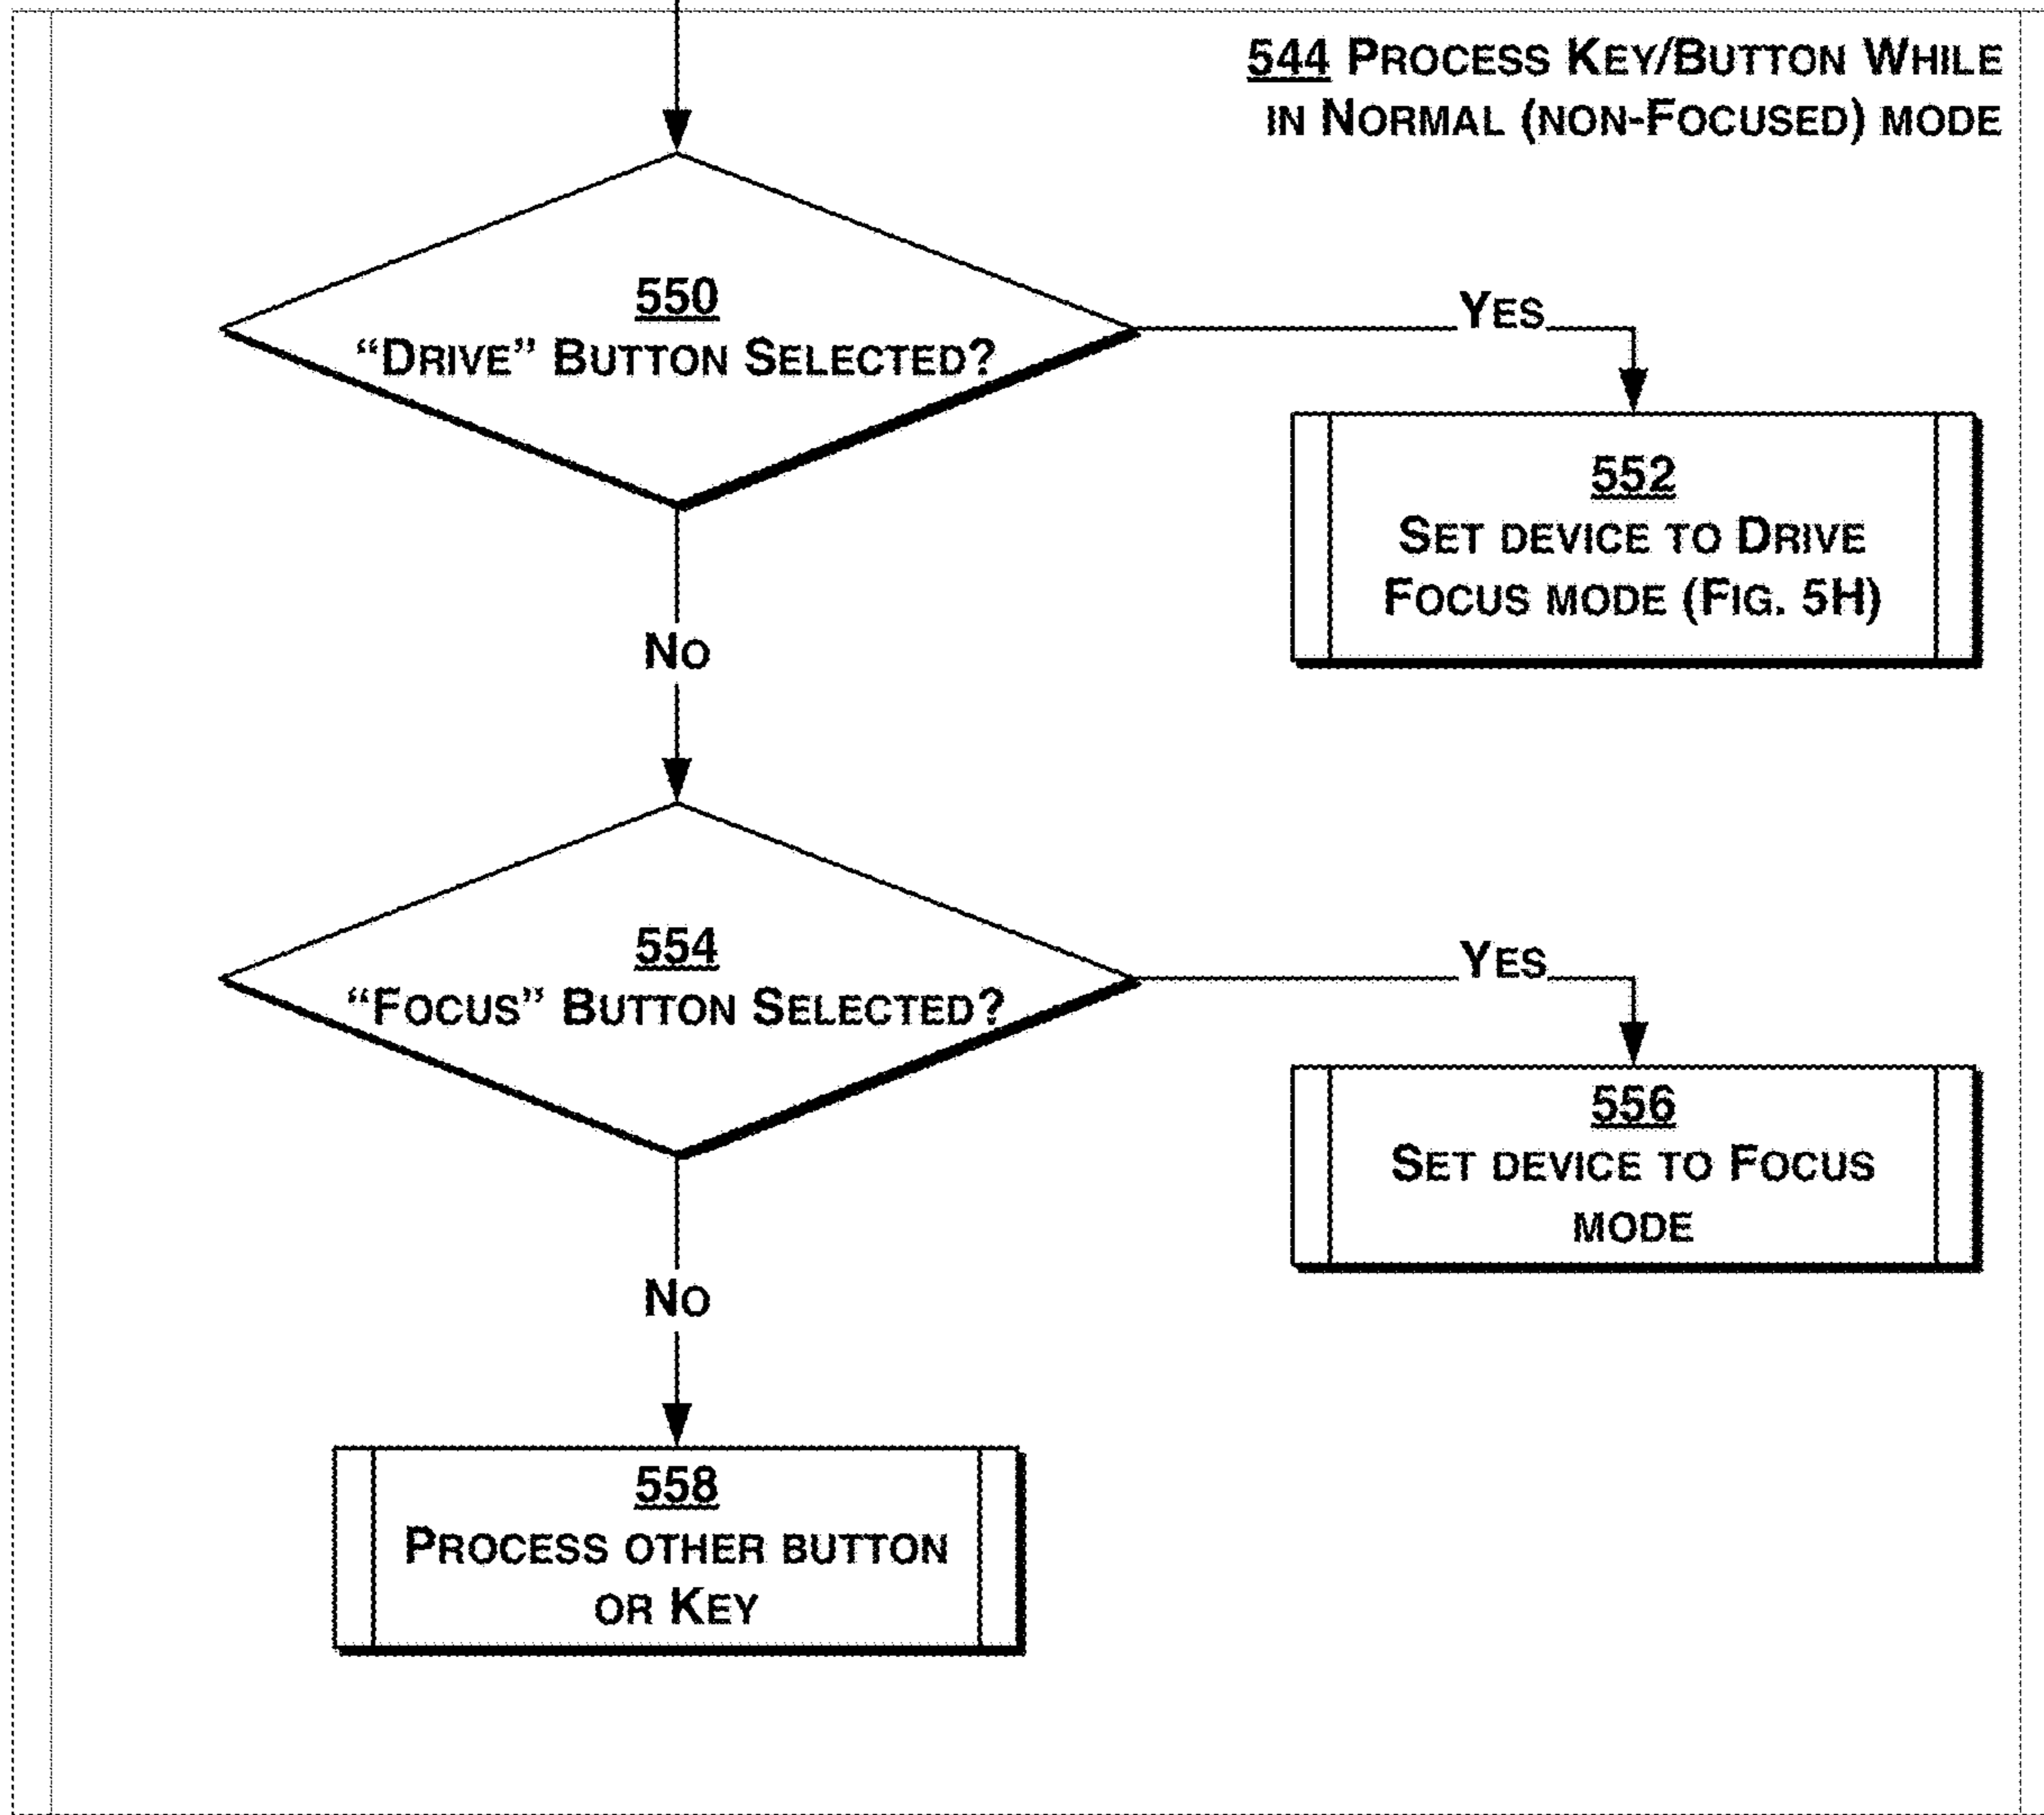 544 Process Key/Button While
in Normal (non-Focused) mode
550
“Drive” Button Selected?
Yes
552
Set device to Drive
Focus mode (Fig. 5H)
No
554
“Focus” Button Selected?
Yes
556
Set device to Focus
mode
No
558
Process other button
or Key